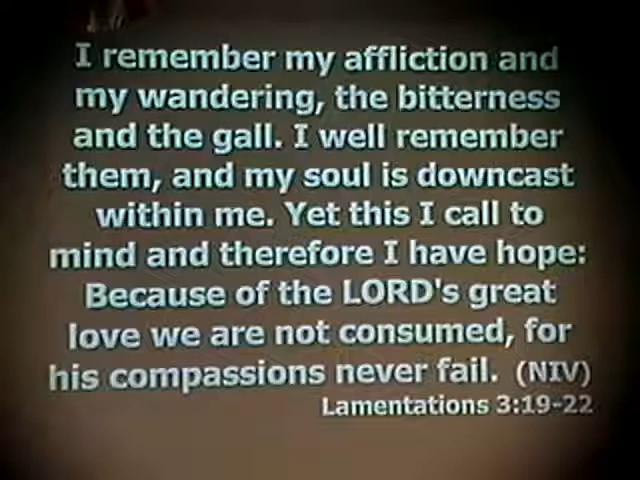 I remember my affliction and
my wandering, the bitterness
and the gall. I well remember
them, and my soul is downcast
within me. Yet this I call to
mind and therefore I have hope:
Because of the LORD's great
love we are not consumed, for
his compassions never fail. (NIV)
Lamentations 3:19-22